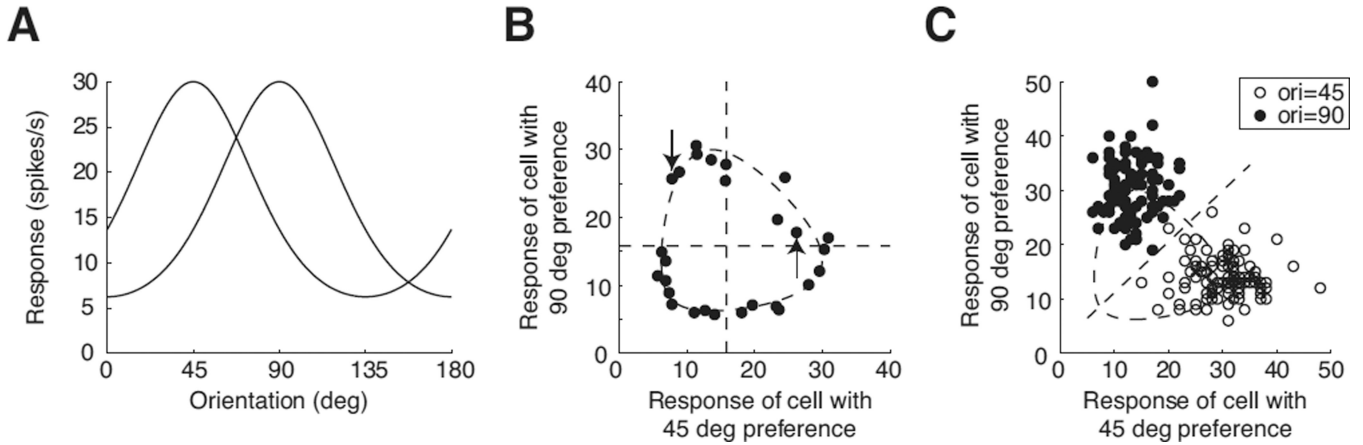 A
B
C
Response (spikes/s)
30
25
20
15
10
5
0
0 45 90 135 180
Orientation (deg)
Response of cell with
90 deg preference
40
30
20
10
0
0 10 20 30 40
Response of cell with
45 deg preference
Response of cell with
90 deg preference
50
40
30
20
10
0
0 10 20 30 40 50
Response of cell with
45 deg preference
ori=45
ori=90